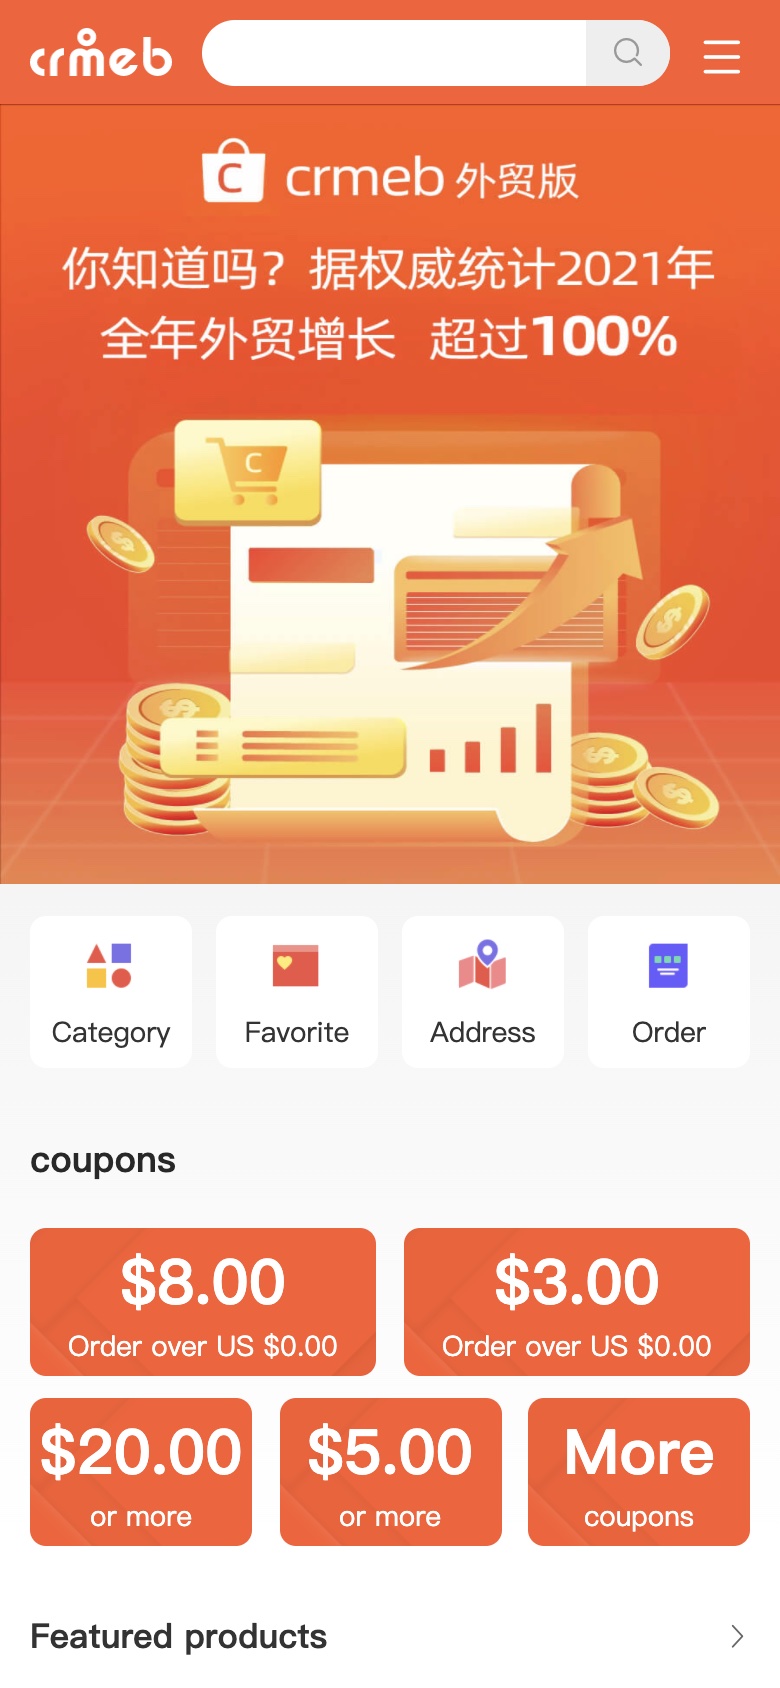 crmeb
C crmeb 外贸版
你知道吗？据权威统计2021年
全年外贸增长 超过100%
C
Category
Favorite
Address
Order
coupons
$8.00
Order over US $0.00
$3.00
Order over US $0.00
$20.00
or more
$5.00
or more
More
coupons
Featured products